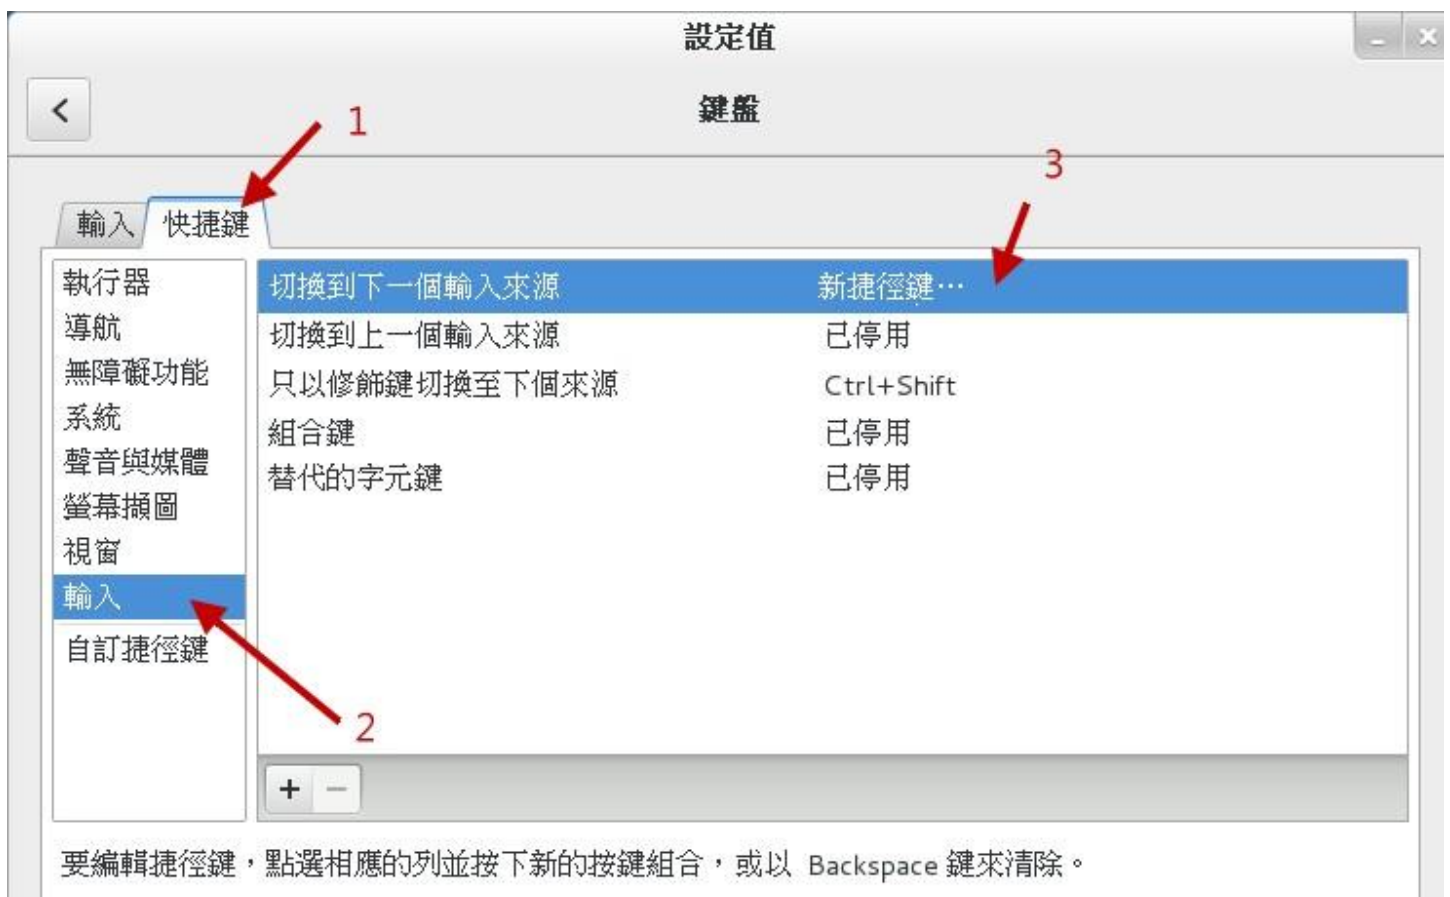 設定值
鍵盤
1
3
輸入 快捷鍵
執行器
導航
無障礙功能
系統
聲音與媒體
螢幕擷圖
視窗
輸入
自訂捷徑鍵
切換到下一個輸入來源 新捷徑鍵…
切換到上一個輸入來源 已停用
只以修飾鍵切換至下個來源 Ctrl+Shift
組合鍵 已停用
替代的字元鍵 已停用
2
要編輯捷徑鍵，點選相應的列並按下新的按鍵組合，或以 Backspace 鍵來清除。